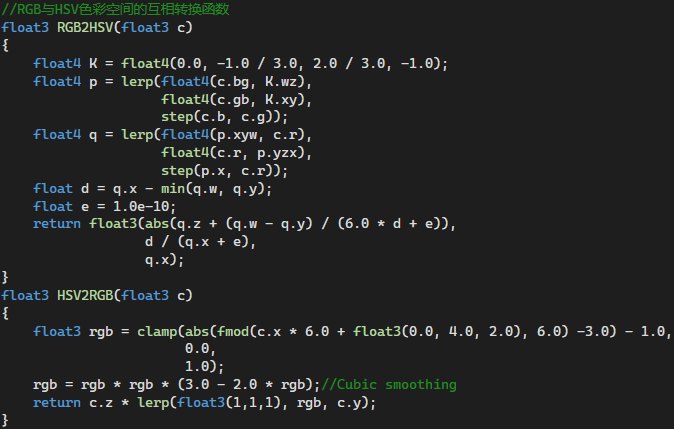 //RGB与HSV色彩空间的互相转换函数
float3 RGB2HSV(float3 c)
{
    float4 K = float4(0.0, -1.0 / 3.0, 2.0 / 3.0, -1.0);
    float4 p = lerp(float4(c.bg, K.wz),
                    float4(c.gb, K.xy),
                    step(c.b, c.g));
    float4 q = lerp(float4(p.xyw, c.r),
                    float4(c.r, p.yzx),
                    step(p.x, c.r));
    float d = q.x - min(q.w, q.y);
    float e = 1.0e-10;
    return float3(abs(q.z + (q.w - q.y) / (6.0 * d + e)),
                  d / (q.x + e),
                  q.x);
}
float3 HSV2RGB(float3 c)
{
    float3 rgb = clamp(abs(fmod(c.x * 6.0 + float3(0.0, 4.0, 2.0), 6.0) -3.0) - 1.0,
                       0.0,
                       1.0);
    rgb = rgb * rgb * (3.0 - 2.0 * rgb);//Cubic smoothing
    return c.z * lerp(float3(1,1,1), rgb, c.y);
}